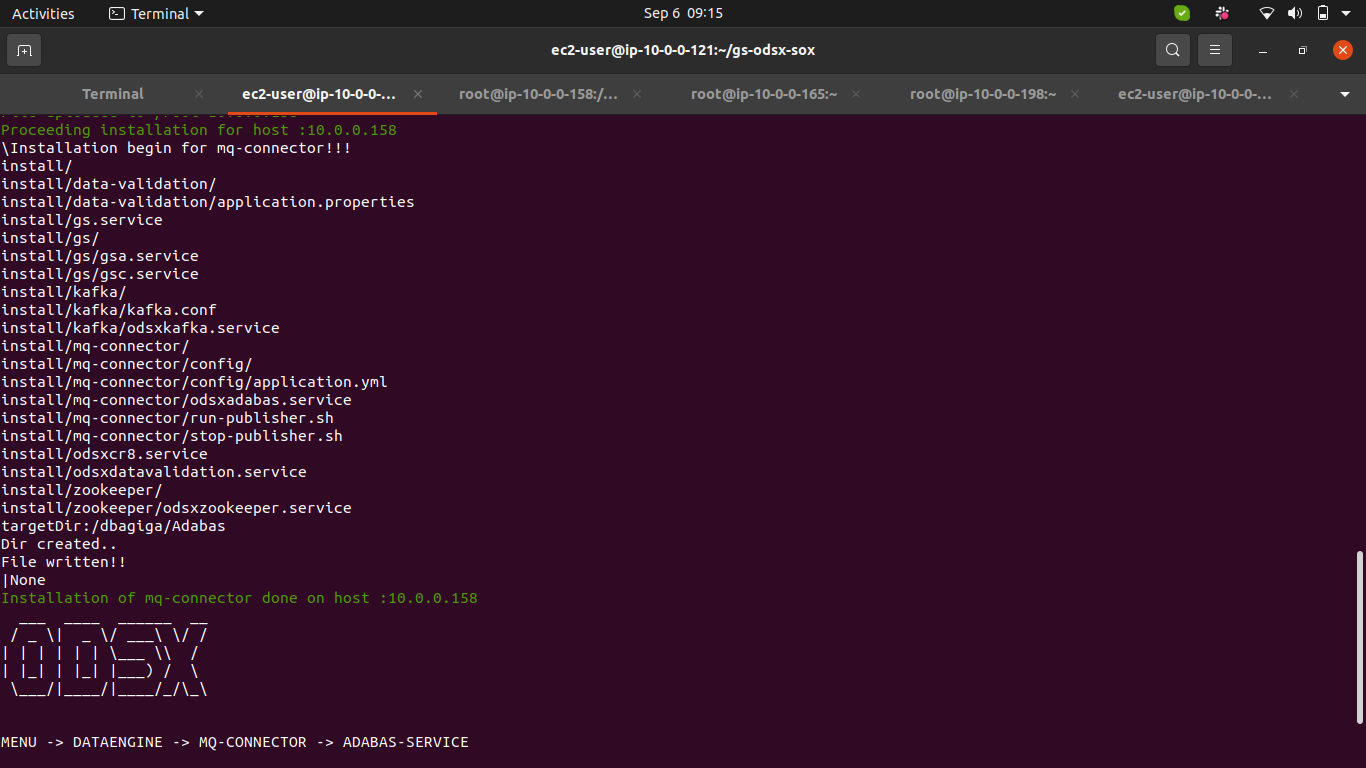 Activities Terminal Sep 6 09:15
ec2-user@ip-10-0-0-121:~/gs-odsx-sox
Terminal ec2-user@ip-10-0-0-... root@ip-10-0-0-158:/... root@ip-10-0-0-165:~ root@ip-10-0-0-198:~ ec2-user@ip-10-0-0-...
Proceeding installation for host :10.0.0.158
\Installation begin for mq-connector!!!
install/
install/data-validation/
install/data-validation/application.properties
install/gs.service
install/gs/
install/gs/gsa.service
install/gs/gsc.service
install/kafka/
install/kafka/kafka.conf
install/kafka/odsxkafka.service
install/mq-connector/
install/mq-connector/config/
install/mq-connector/config/application.yml
install/mq-connector/odsxadabas.service
install/mq-connector/run-publisher.sh
install/mq-connector/stop-publisher.sh
install/odsxcr8.service
install/odsxdatavalidation.service
install/zookeeper/
install/zookeeper/odsxzookeeper.service
targetDir:/dbagiga/Adabas
Dir created..
File written!!
|None
Installation of mq-connector done on host :10.0.0.158
ODSX
MENU -> DATAENGINE -> MQ-CONNECTOR -> ADABAS-SERVICE